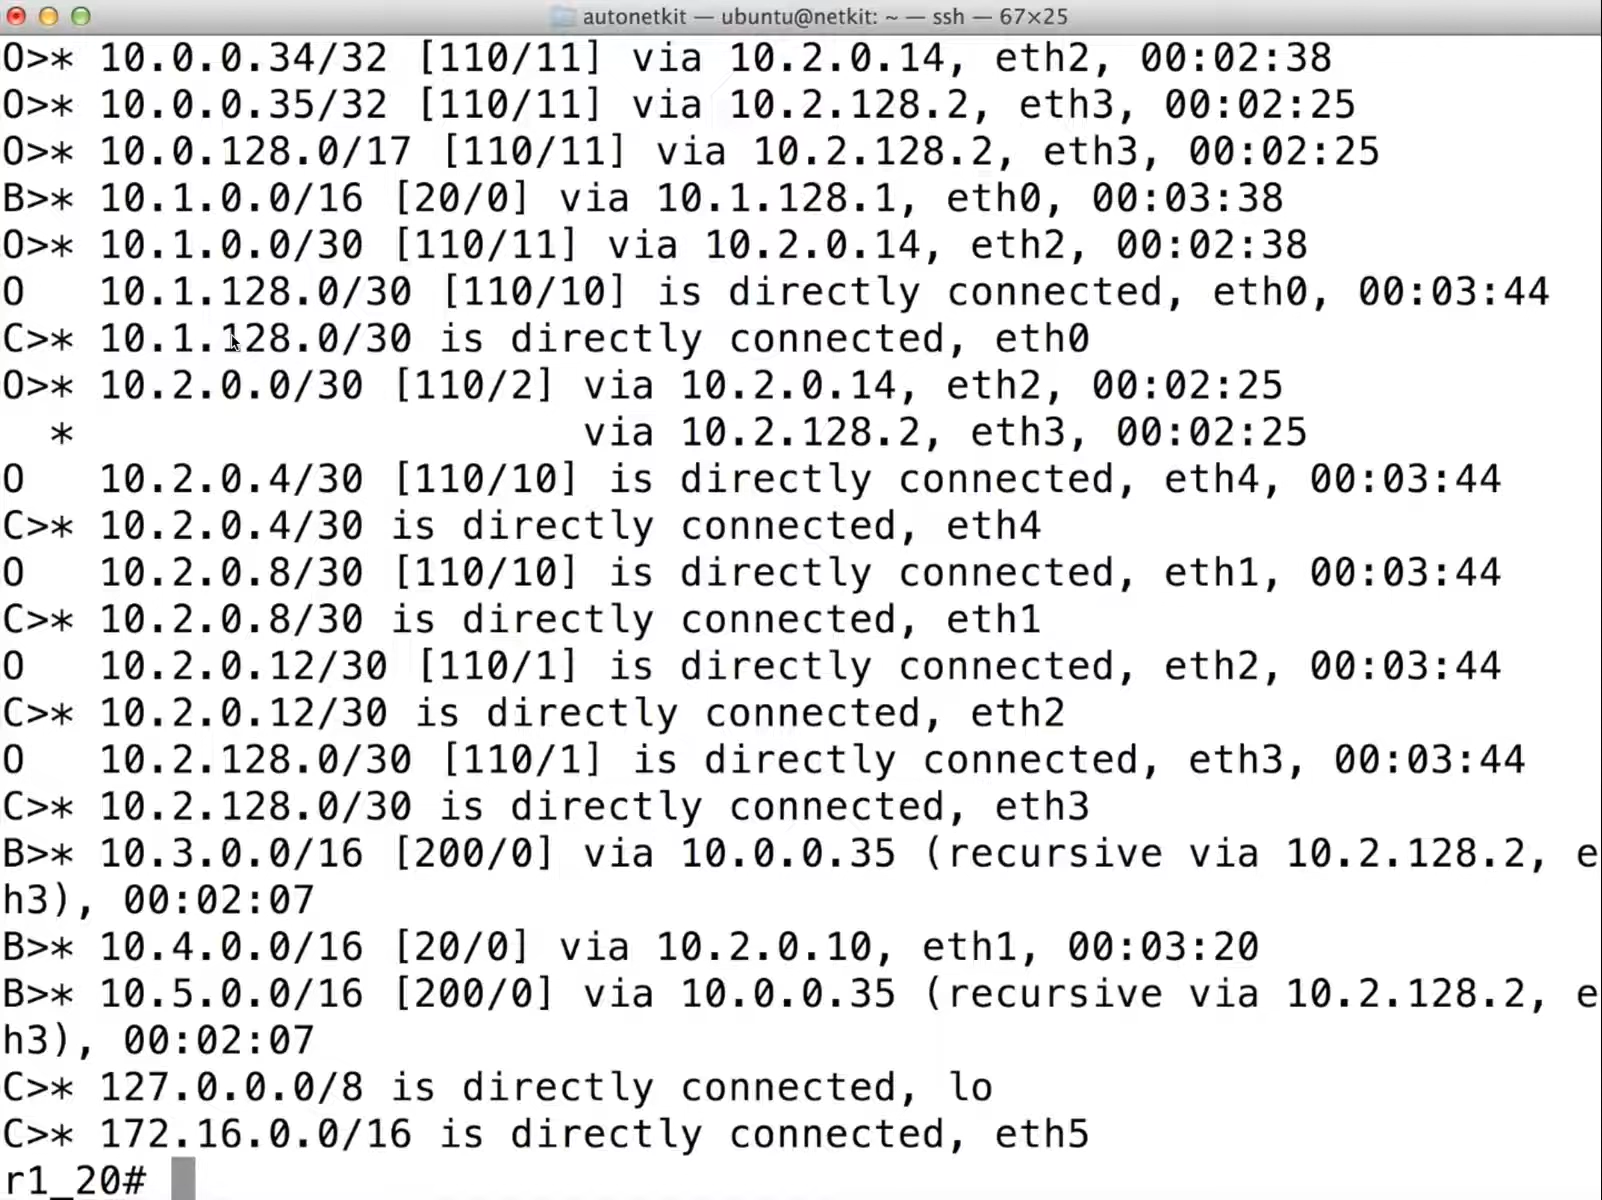 autonetkit — ubuntu@netkit: ~ — ssh — 67×25
O>* 10.0.0.34/32 [110/11] via 10.2.0.14, eth2, 00:02:38
O>* 10.0.0.35/32 [110/11] via 10.2.128.2, eth3, 00:02:25
O>* 10.0.128.0/17 [110/11] via 10.2.128.2, eth3, 00:02:25
B>* 10.1.0.0/16 [20/0] via 10.1.128.1, eth0, 00:03:38
O>* 10.1.0.0/30 [110/11] via 10.2.0.14, eth2, 00:02:38
O   10.1.128.0/30 [110/10] is directly connected, eth0, 00:03:44
C>* 10.1.128.0/30 is directly connected, eth0
O>* 10.2.0.0/30 [110/2] via 10.2.0.14, eth2, 00:02:25
  *                     via 10.2.128.2, eth3, 00:02:25
O   10.2.0.4/30 [110/10] is directly connected, eth4, 00:03:44
C>* 10.2.0.4/30 is directly connected, eth4
O   10.2.0.8/30 [110/10] is directly connected, eth1, 00:03:44
C>* 10.2.0.8/30 is directly connected, eth1
O   10.2.0.12/30 [110/1] is directly connected, eth2, 00:03:44
C>* 10.2.0.12/30 is directly connected, eth2
O   10.2.128.0/30 [110/1] is directly connected, eth3, 00:03:44
C>* 10.2.128.0/30 is directly connected, eth3
B>* 10.3.0.0/16 [200/0] via 10.0.0.35 (recursive via 10.2.128.2, e
h3), 00:02:07
B>* 10.4.0.0/16 [20/0] via 10.2.0.10, eth1, 00:03:20
B>* 10.5.0.0/16 [200/0] via 10.0.0.35 (recursive via 10.2.128.2, e
h3), 00:02:07
C>* 127.0.0.0/8 is directly connected, lo
C>* 172.16.0.0/16 is directly connected, eth5
r1_20#